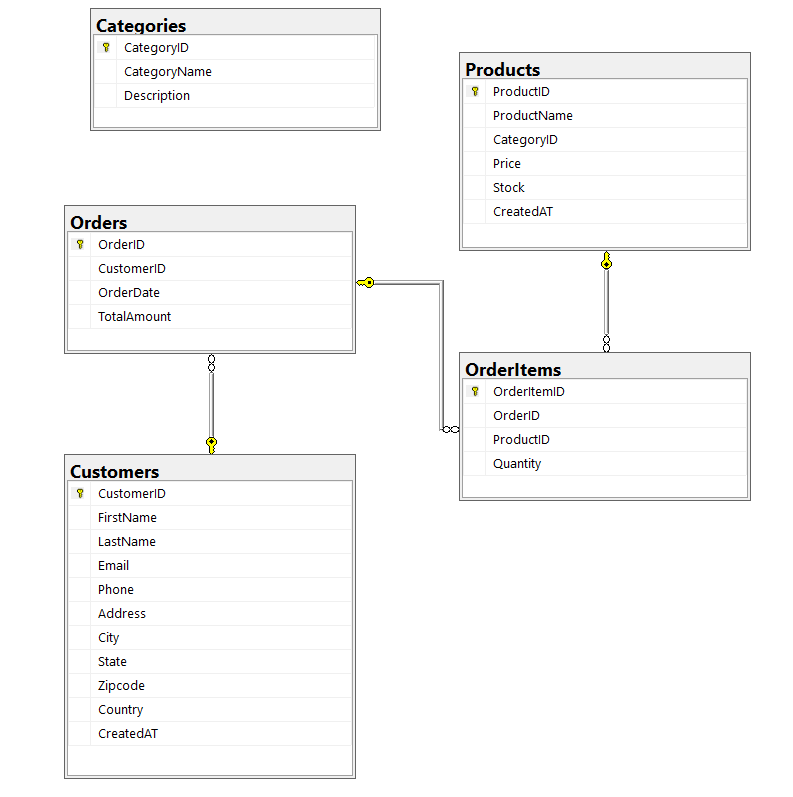 Categories
CategoryID
CategoryName
Description
Products
ProductID
ProductName
CategoryID
Price
Stock
CreatedAT
Orders
OrderID
CustomerID
OrderDate
TotalAmount
OrderItems
OrderItemID
OrderID
ProductID
Quantity
Customers
CustomerID
FirstName
LastName
Email
Phone
Address
City
State
Zipcode
Country
CreatedAT